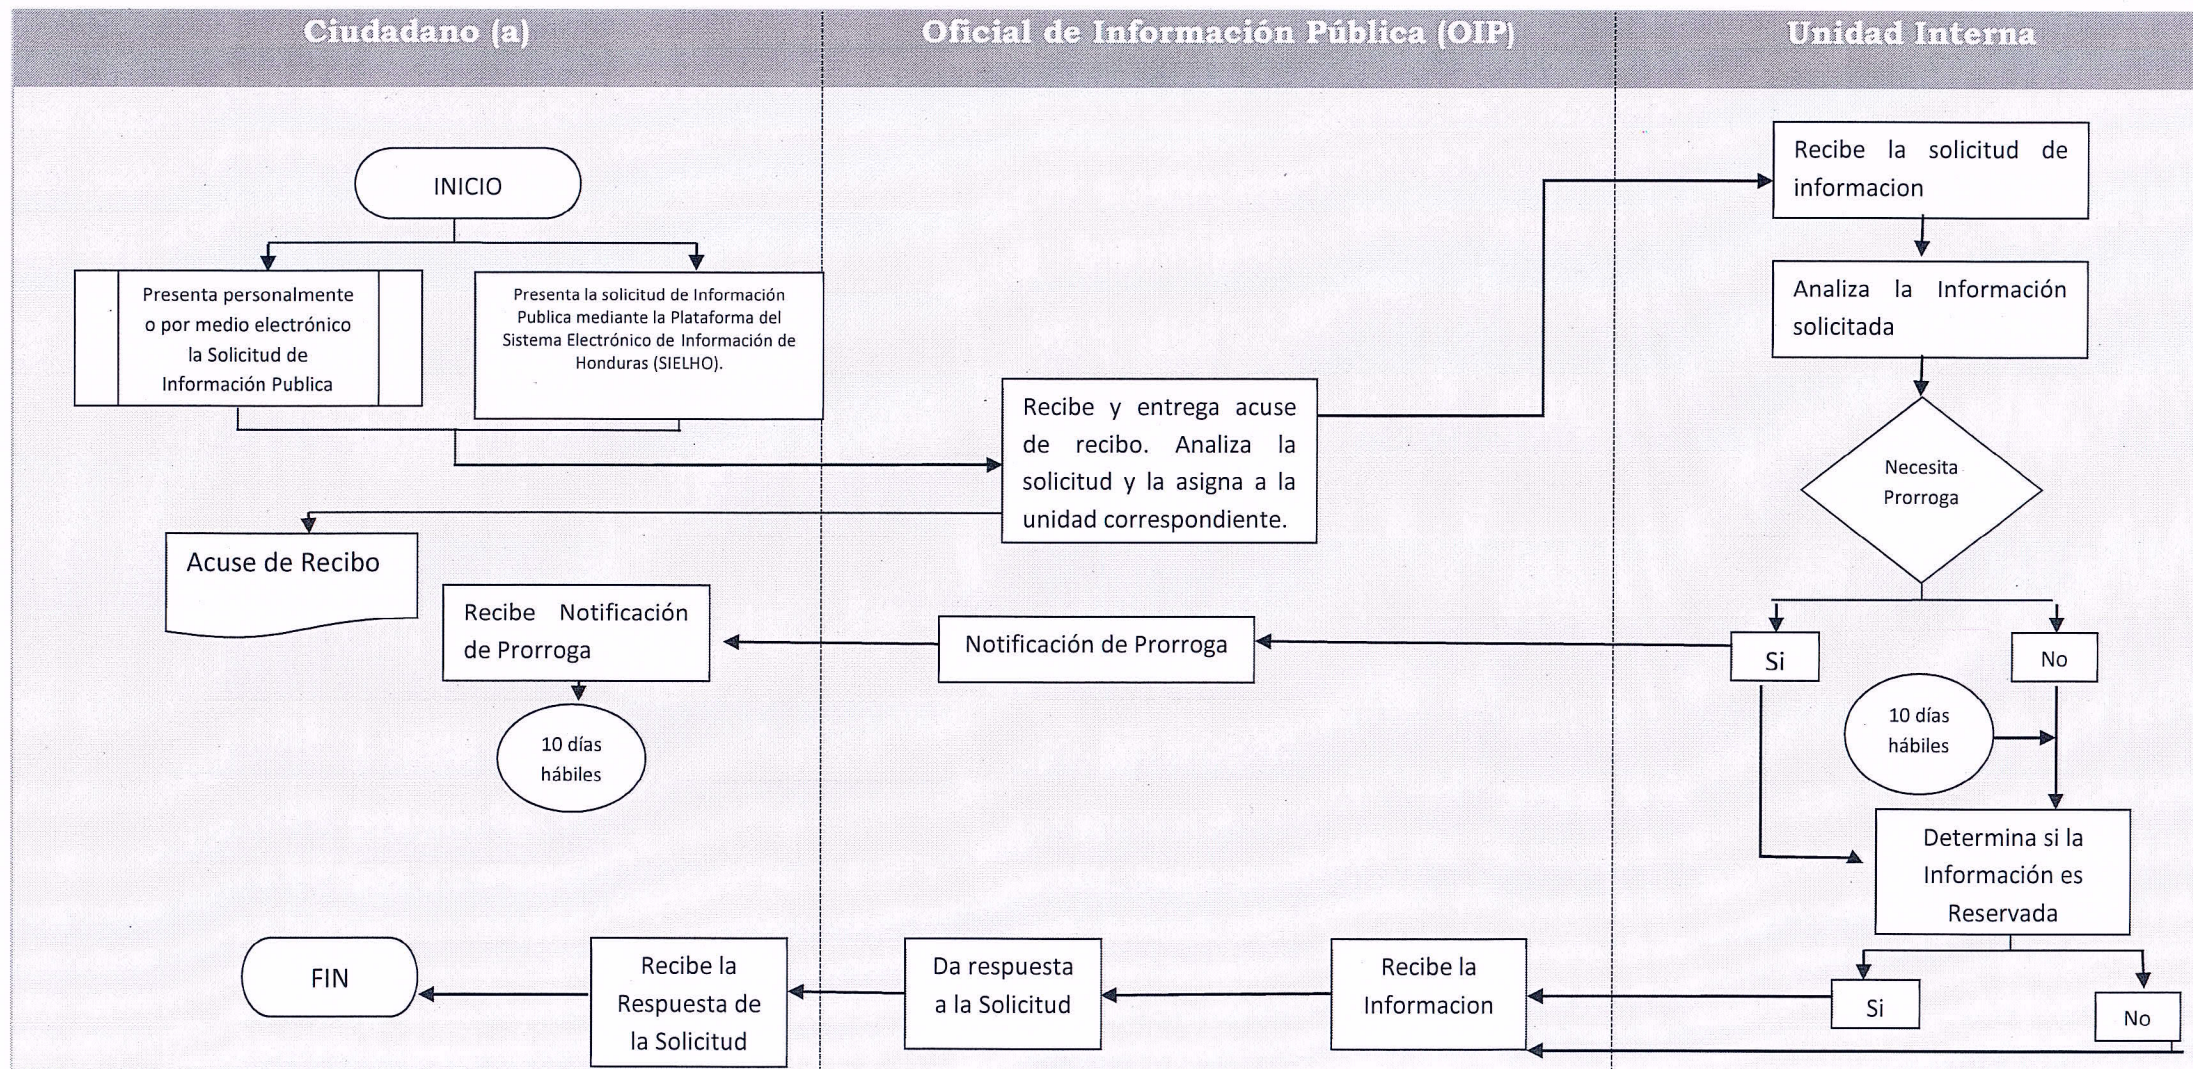 Ciudadano (a)
Oficial de Información Pública (OIP)
Unidad Interna
INICIO
Presenta personalmente
o por medio electrónico
la Solicitud de
Información Publica
Presenta la solicitud de Información
Publica mediante la Plataforma del
Sistema Electrónico de Información de
Honduras (SIELHO).
Recibe y entrega acuse
de recibo. Analiza la
solicitud y la asigna a la
unidad correspondiente.
Recibe la solicitud de
informacion
Analiza la Información
solicitada
Necesita
Prorroga
Acuse de Recibo
Recibe Notificación
de Prorroga
Notificación de Prorroga
Si
No
10 días
hábiles
10 días
hábiles
Determina si la
Información es
Reservada
FIN
Recibe la
Respuesta de
la Solicitud
Da respuesta
a la Solicitud
Recibe la
Informacion
Si
No